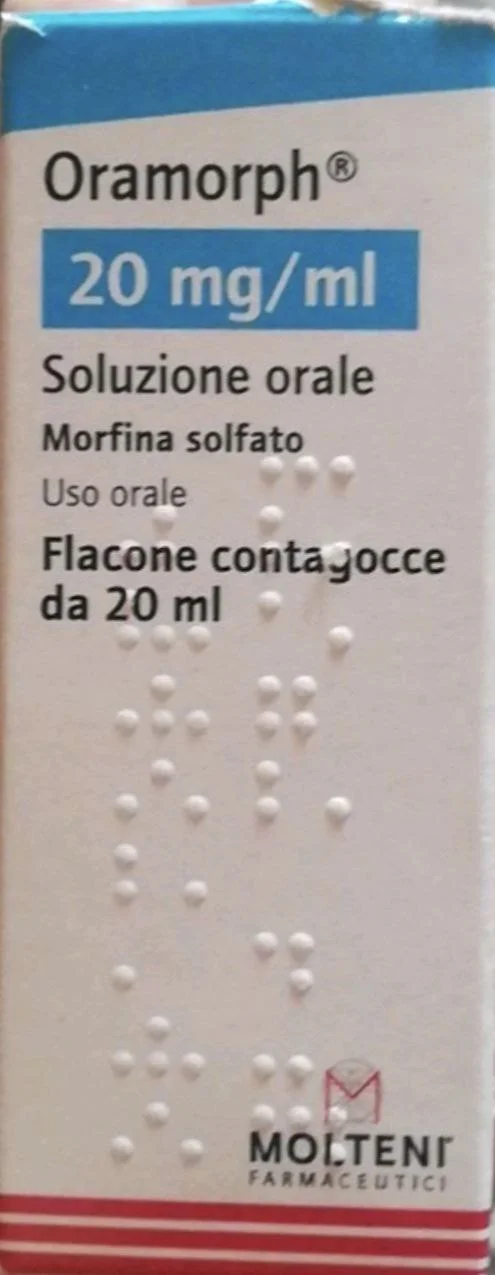 Oramorph®
20 mg/ml
Soluzione orale
Morfina solfato
Uso orale
Flacone contagocce
da 20 ml
MOLTENI
FARMACEUTICI